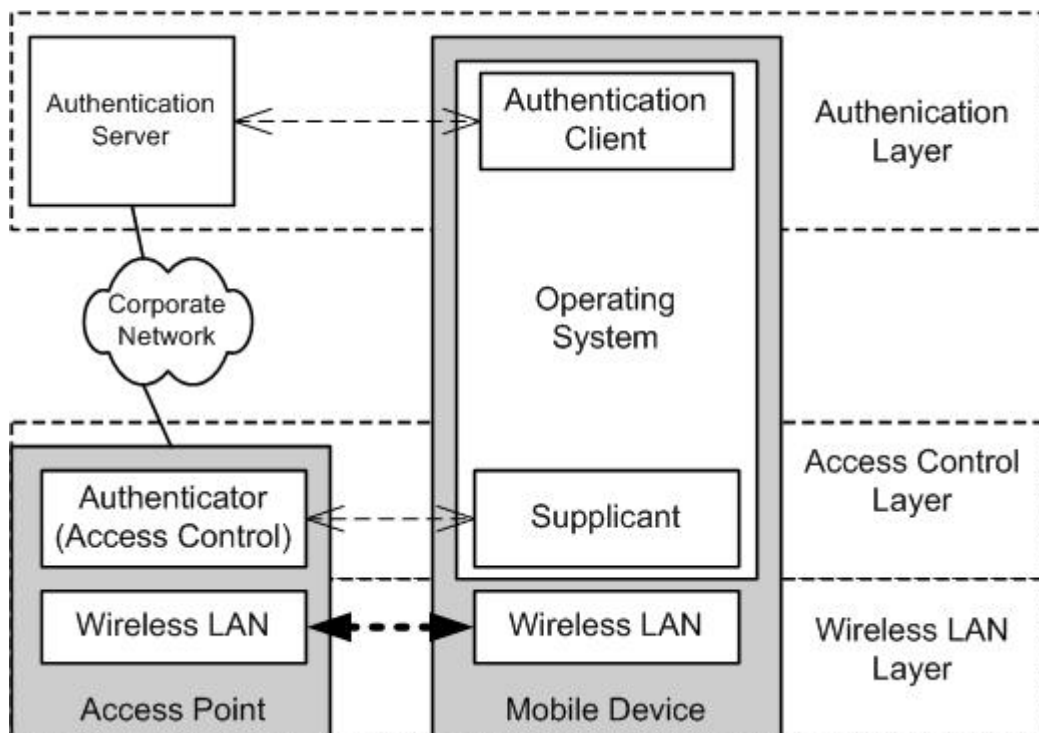 Authentication
Server
Authentication
Client
Authenication
Layer
Corporate
Network
Operating
System
Authenticator
(Access Control)
Supplicant
Access Control
Layer
Wireless LAN
Wireless LAN
Wireless LAN
Layer
Access Point
Mobile Device